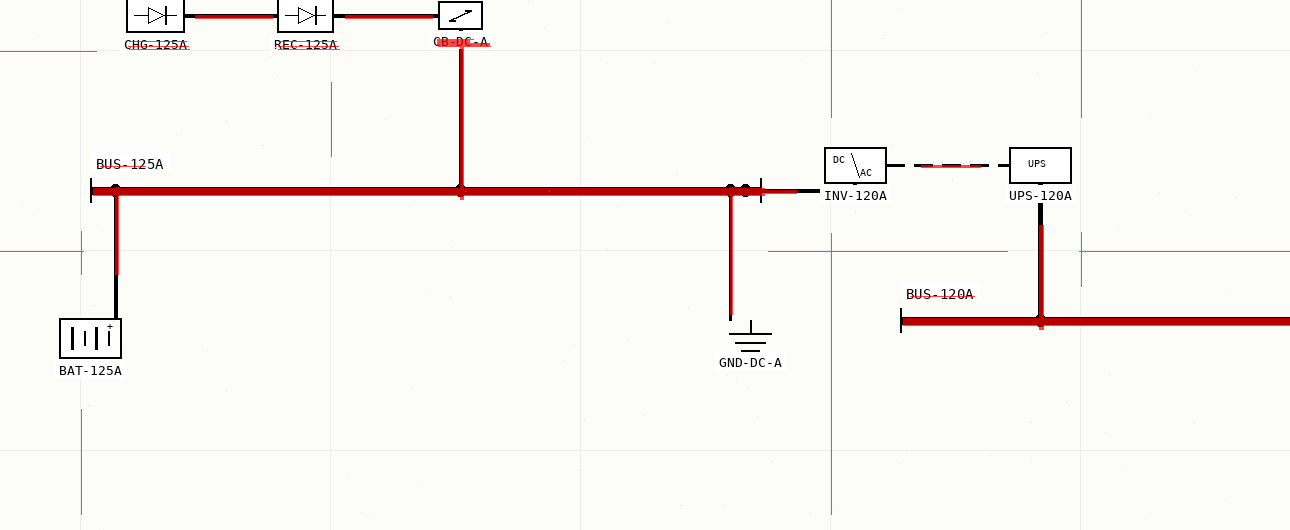 CHG-125A
REC-125A
CB-DC-A
BUS-125A
DC
AC
UPS
INV-120A
UPS-120A
BUS-120A
+
BAT-125A
GND-DC-A